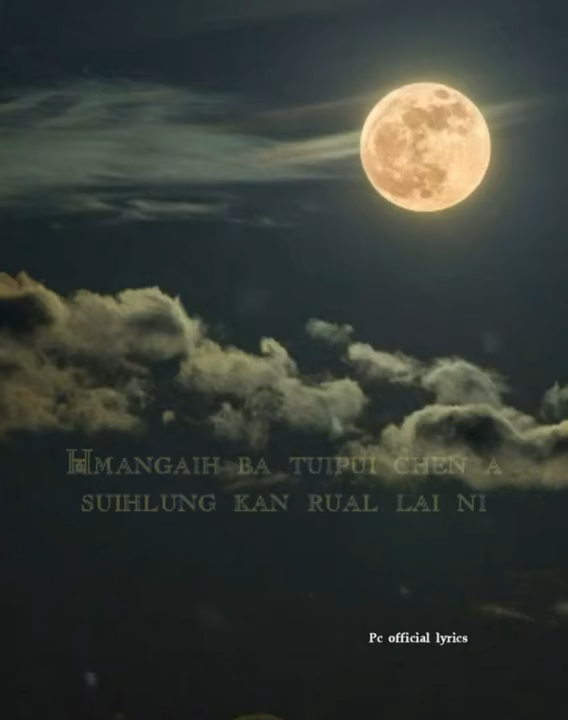 HMANGAIH BA TUIPUI CHEN A
SUIHLUNG KAN RUAL LAI NI
Pc official lyrics